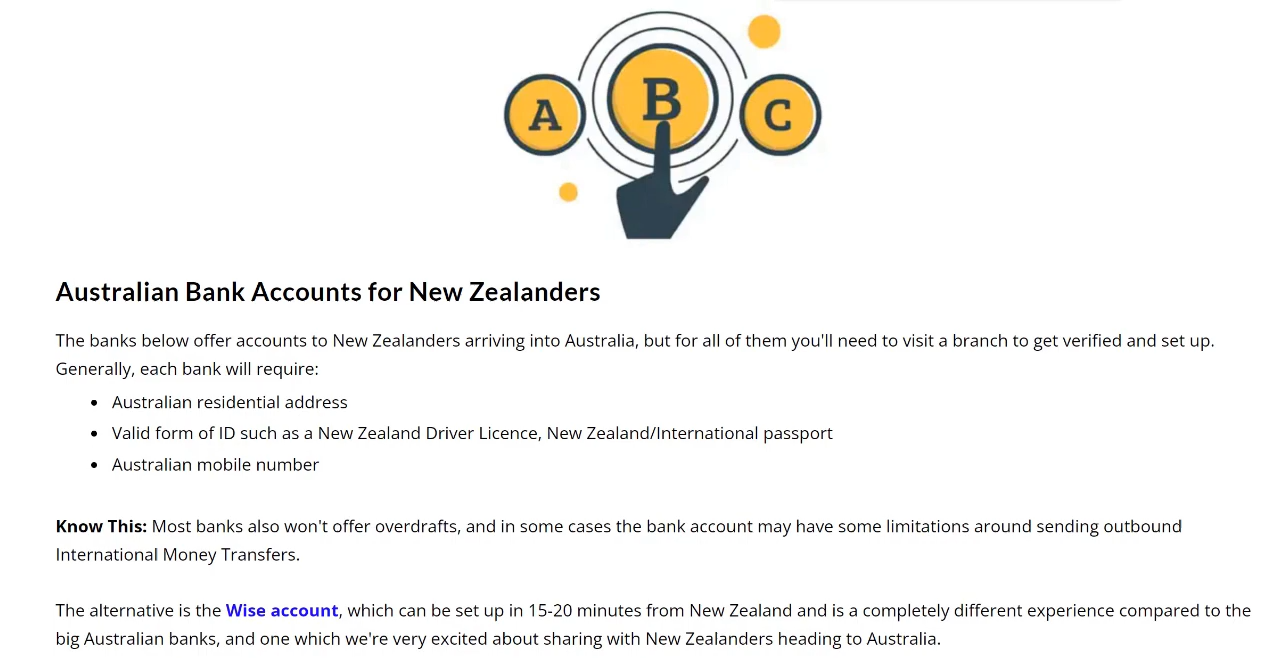 A B C
Australian Bank Accounts for New Zealanders
The banks below offer accounts to New Zealanders arriving into Australia, but for all of them you'll need to visit a branch to get verified and set up.
Generally, each bank will require:
• Australian residential address
• Valid form of ID such as a New Zealand Driver Licence, New Zealand/International passport
• Australian mobile number
Know This: Most banks also won't offer overdrafts, and in some cases the bank account may have some limitations around sending outbound
International Money Transfers.
The alternative is the Wise account, which can be set up in 15-20 minutes from New Zealand and is a completely different experience compared to the
big Australian banks, and one which we're very excited about sharing with New Zealanders heading to Australia.